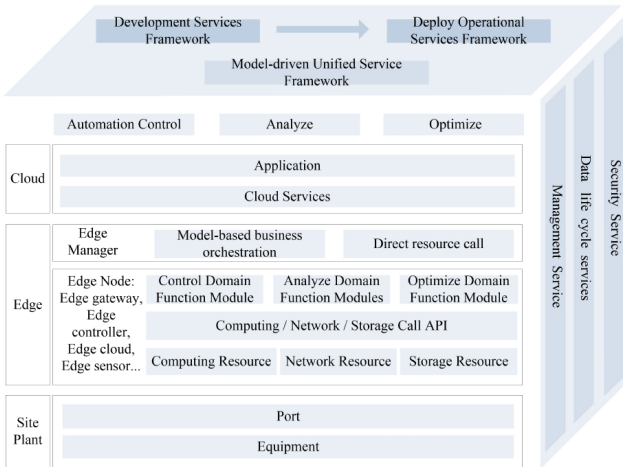 Development Services
Framework
Deploy Operational
Services Framework
Model-driven Unified Service
Framework
Automation Control
Analyze
Optimize
Cloud
Application
Cloud Services
Edge
Edge
Manager
Model-based business
orchestration
Direct resource call
Edge Node:
Edge gateway,
Edge
controller,
Edge cloud,
Edge sensor...
Control Domain
Function Module
Analyze Domain
Function Modules
Optimize Domain
Function Module
Computing / Network / Storage Call API
Computing Resource
Network Resource
Storage Resource
Site
Plant
Port
Equipment
Management Service
Data life cycle services
Security Service